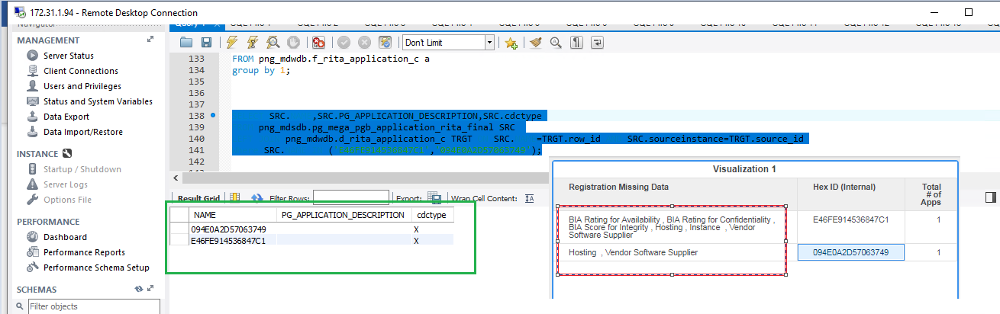 172.31.1.94 - Remote Desktop Connection
MANAGEMENT
Server Status
Client Connections
Users and Privileges
Status and System Variables
Data Export
Data Import/Restore
INSTANCE
Startup / Shutdown
Server Logs
Options File
PERFORMANCE
Dashboard
Performance Reports
Performance Schema Setup
SCHEMAS
Filter objects
Don't Limit
133 FROM png_mdwdb.f_rita_application_c a
134 group by 1;
135
136
137
138 SRC. ,SRC.PG_APPLICATION_DESCRIPTION,SRC.cdctype
139 png_mdsdb.pg_mega_pgb_application_rita_final SRC
140 png_mdwdb.d_rita_application_c TRGT SRC. =TRGT.row_id SRC.sourceinstance=TRGT.source_id
141 SRC. ('E46FE914536847C1','094E0A2D57063749');
142
Result Grid Filter Rows: Export: Wrap Cell Content:
NAME PG_APPLICATION_DESCRIPTION cdctype
094E0A2D57063749 X
E46FE914536847C1 X
Visualization 1
Registration Missing Data Hex ID (Internal) Total
# of
Apps
BIA Rating for Availability , BIA Rating for Confidentiality , E46FE914536847C1 1
BIA Score for Integrity , Hosting , Instance , Vendor
Software Supplier
Hosting , Vendor Software Supplier 094E0A2D57063749 1